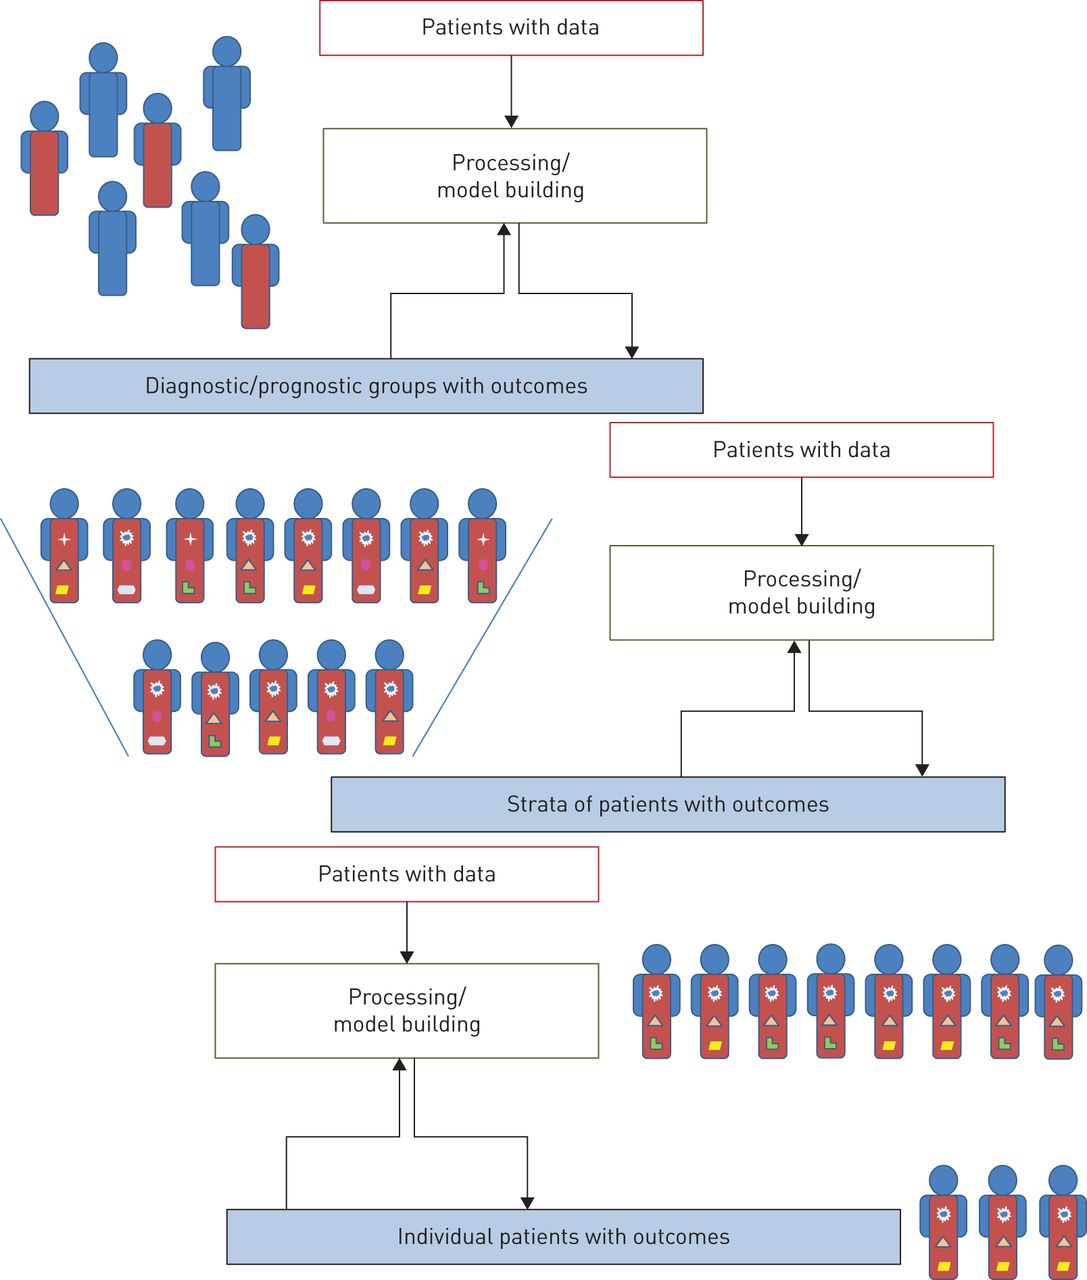 Patients with data
Processing/
model building
Diagnostic/prognostic groups with outcomes
Patients with data
Processing/
model building
Strata of patients with outcomes
Patients with data
Processing/
model building
Individual patients with outcomes